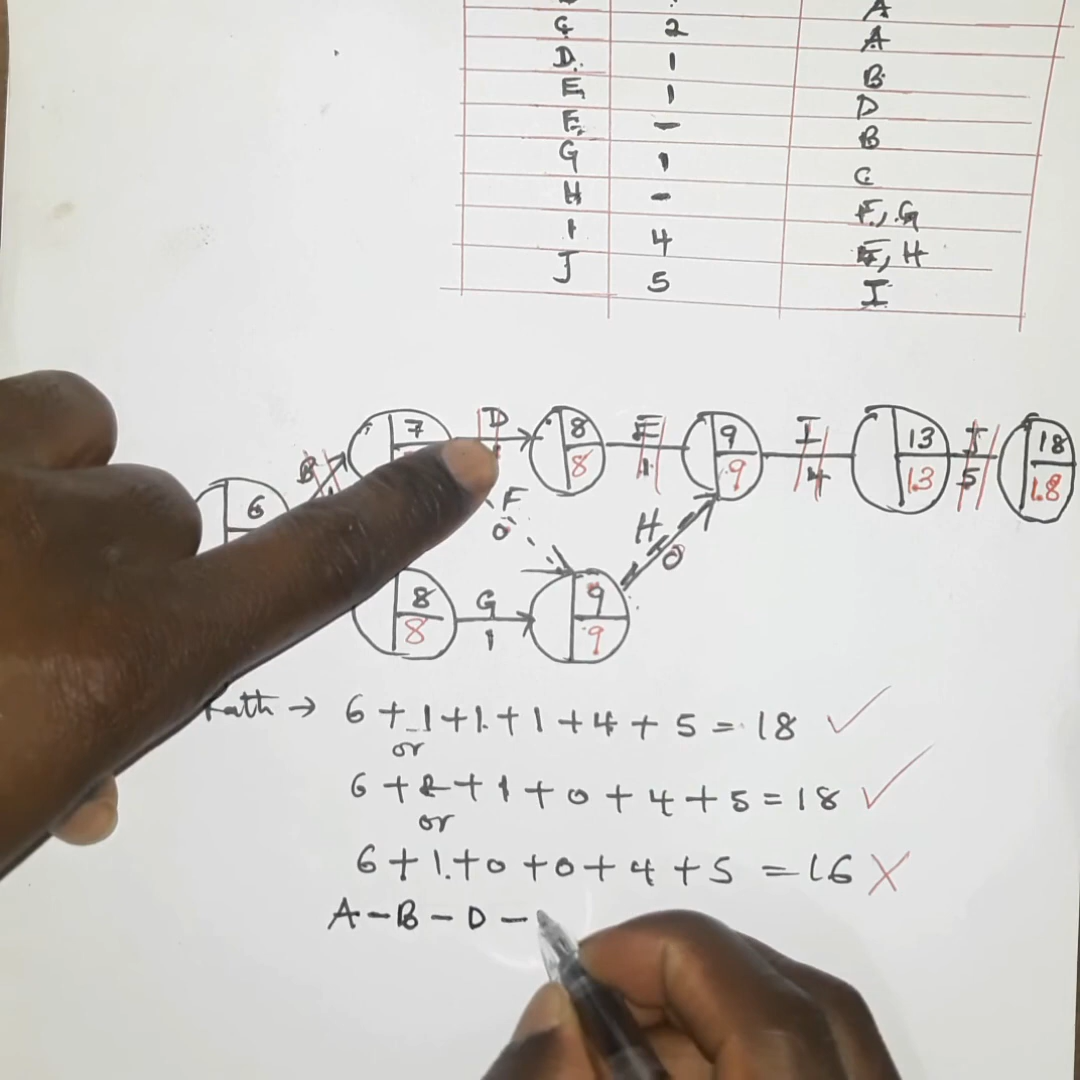 A
C 2 A
D 1 B
E 1 D
F - B
G 1 C
H - F, G
I 4 E, H
J 5 I
7 D 8 E 9 I 13 J 18
8 1 9 4 13 5 18
B
6 F
0 H
0
8 G 9
8 1 9
Path → 6 + 1 + 1 + 1 + 4 + 5 = 18 ✓
or
6 + 2 + 1 + 0 + 4 + 5 = 18 ✓
or
6 + 1 + 0 + 0 + 4 + 5 = 16 X
A - B - D -